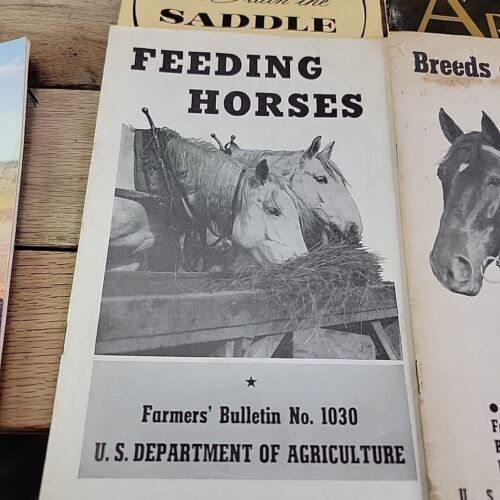 SADDLE
FEEDING
HORSES
Farmers' Bulletin No. 1030
U. S. DEPARTMENT OF AGRICULTURE
Breeds